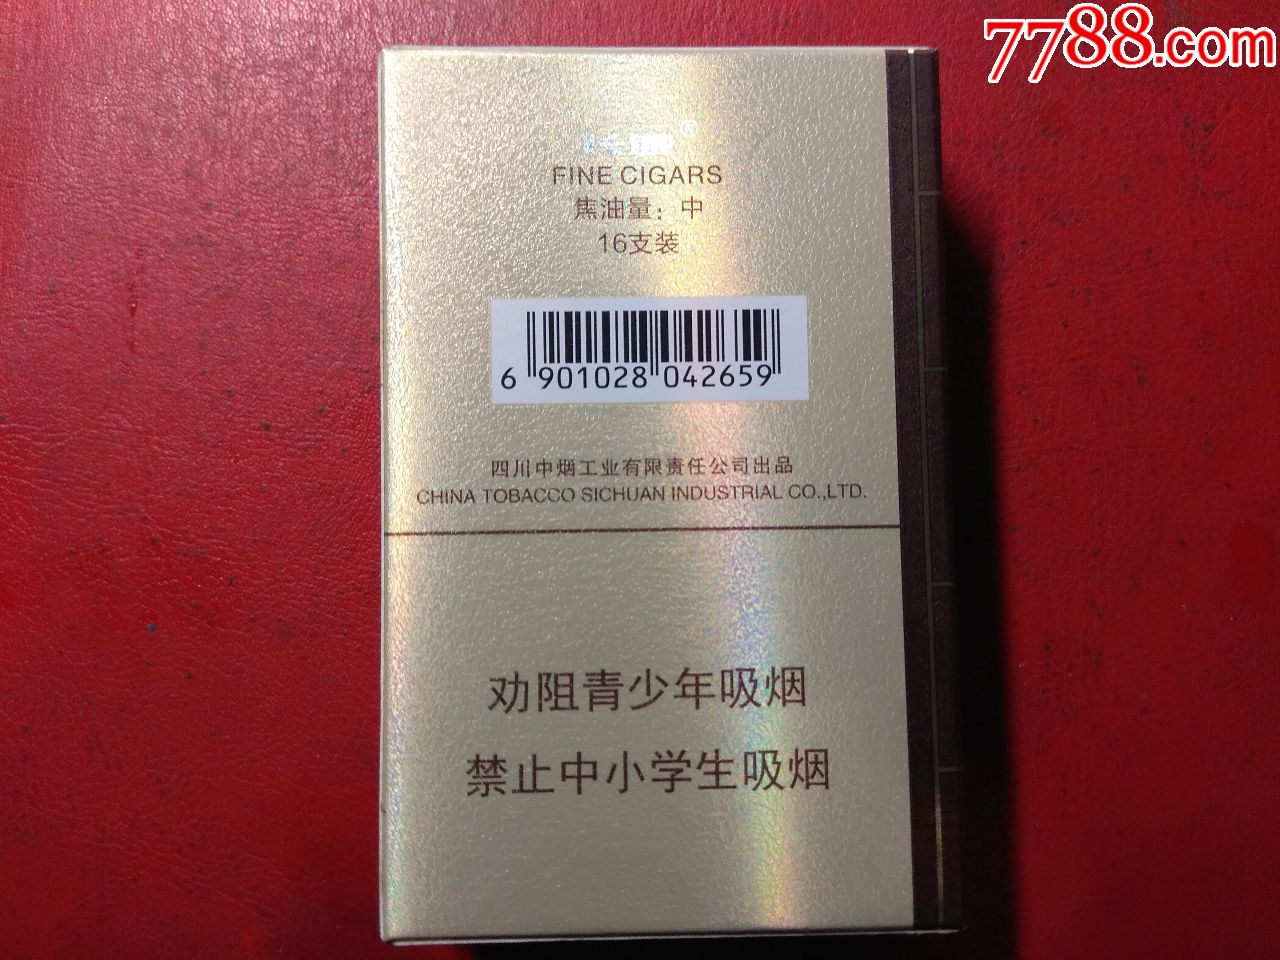 7788.com
®
FINE CIGARS
焦油量：中
16支装
6 901028 042659
四川中烟工业有限责任公司出品
CHINA TOBACCO SICHUAN INDUSTRIAL CO.,LTD.
劝阻青少年吸烟
禁止中小学生吸烟